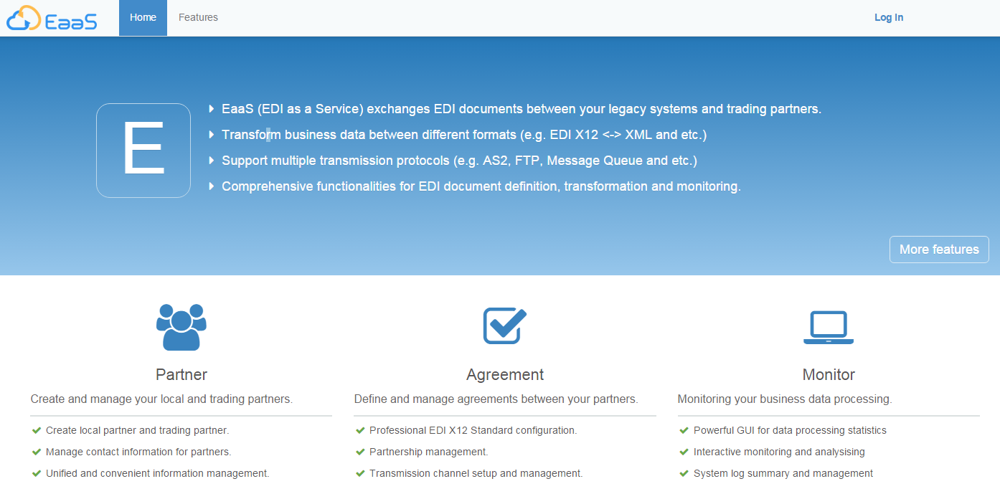 EaaS
Home
Features
Log In
E
EaaS (EDI as a Service) exchanges EDI documents between your legacy systems and trading partners.
Transform business data between different formats (e.g. EDI X12 <-> XML and etc.)
Support multiple transmission protocols (e.g. AS2, FTP, Message Queue and etc.)
Comprehensive functionalities for EDI document definition, transformation and monitoring.
More features
Partner
Create and manage your local and trading partners.
Create local partner and trading partner.
Manage contact information for partners.
Unified and convenient information management.
Agreement
Define and manage agreements between your partners.
Professional EDI X12 Standard configuration.
Partnership management.
Transmission channel setup and management.
Monitor
Monitoring your business data processing.
Powerful GUI for data processing statistics
Interactive monitoring and analysising
System log summary and management